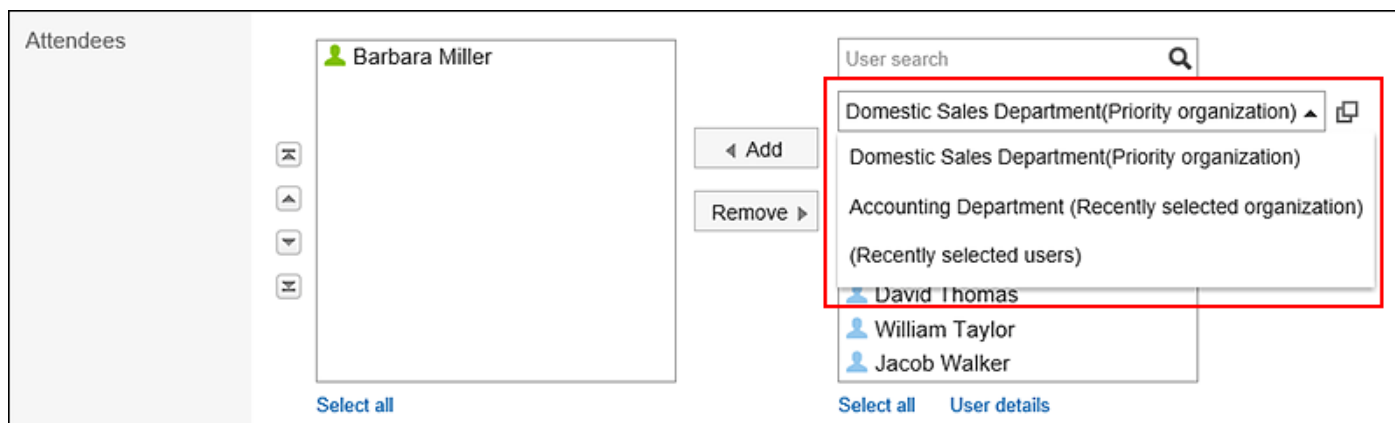 Attendees
Barbara Miller
Add
Remove
Select all
User search
Domestic Sales Department(Priority organization)
Domestic Sales Department(Priority organization)
Accounting Department (Recently selected organization)
(Recently selected users)
David Thomas
William Taylor
Jacob Walker
Select all User details